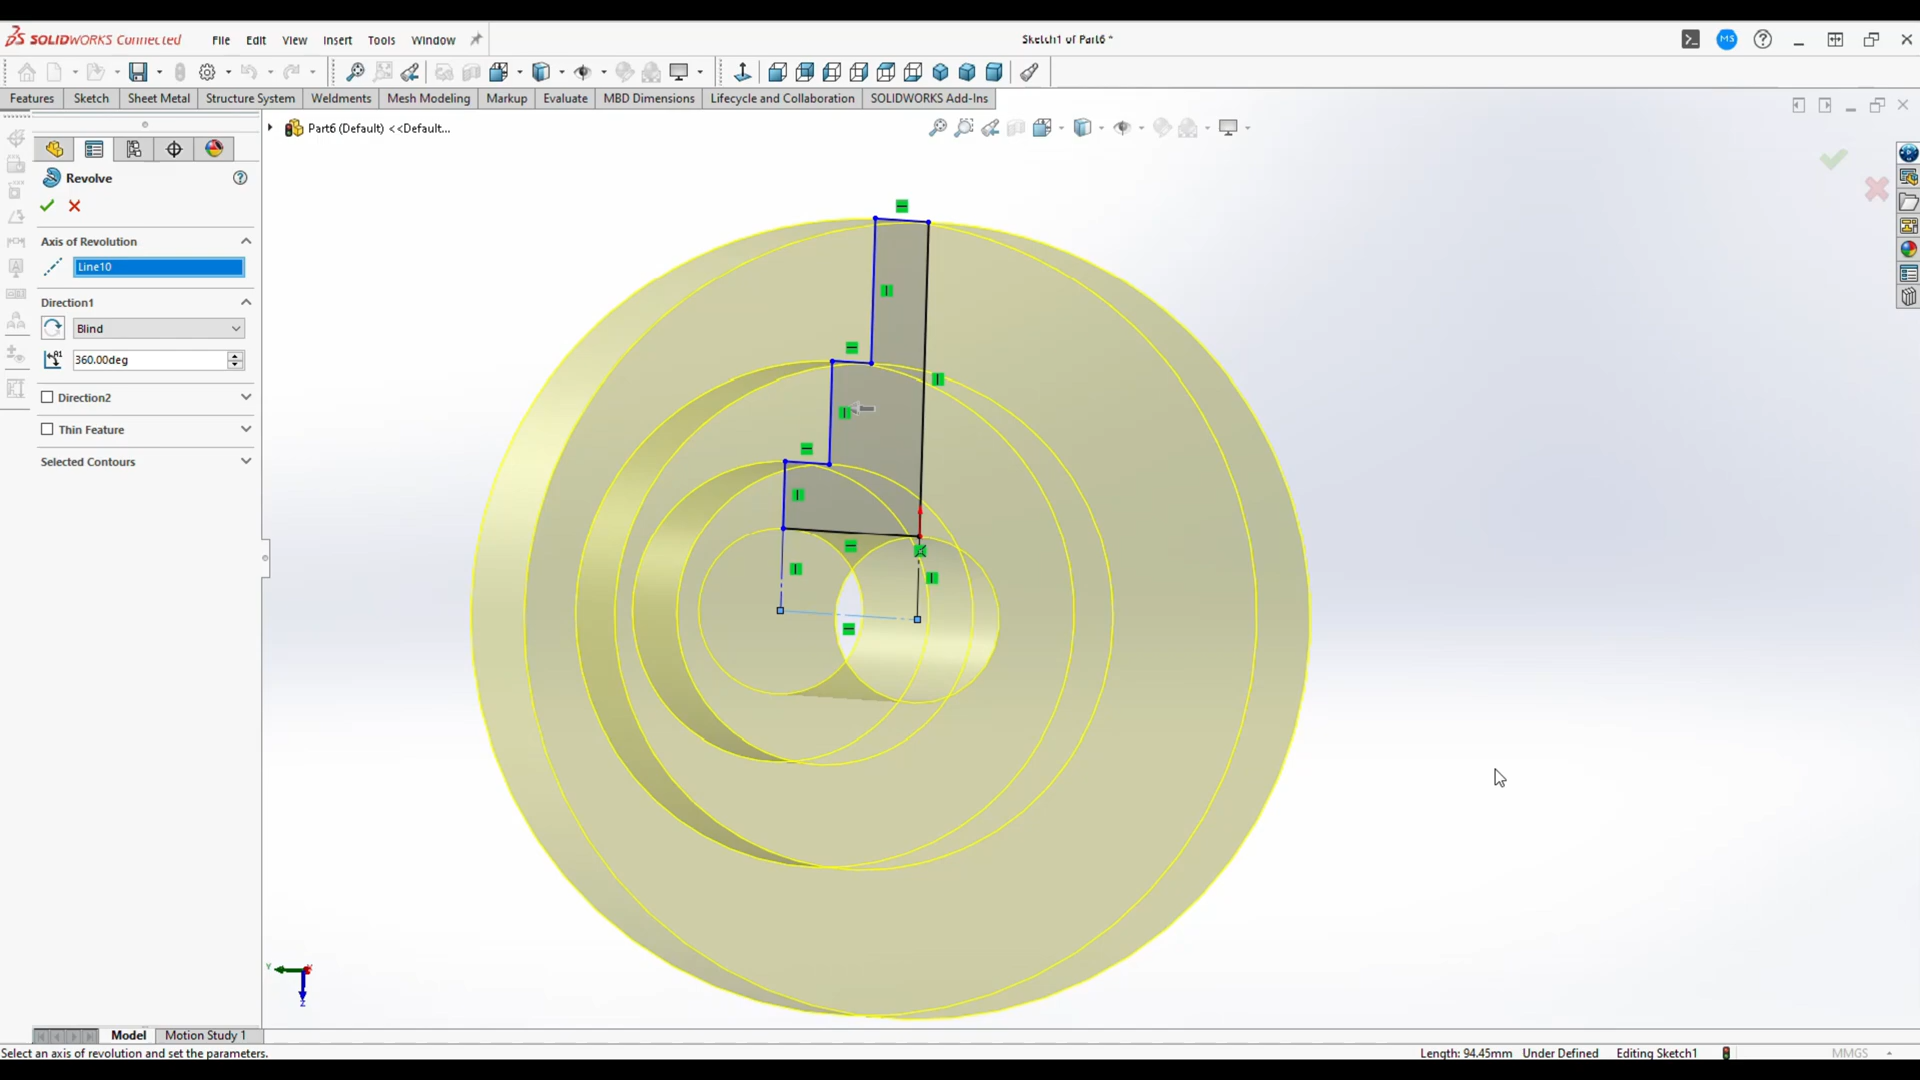 SOLIDWORKS Connected File Edit View Insert Tools Window Sketch1 of Part6 * MS
Features Sketch Sheet Metal Structure System Weldments Mesh Modeling Markup Evaluate MBD Dimensions Lifecycle and Collaboration SOLIDWORKS Add-Ins
Part6 (Default) <<Default...
Revolve
Axis of Revolution
Line10
Direction1
Blind
360.00deg
Direction2
Thin Feature
Selected Contours
Y
Z
Model Motion Study 1
Select an axis of revolution and set the parameters. Length: 94.45mm Under Defined Editing Sketch1 MMGS